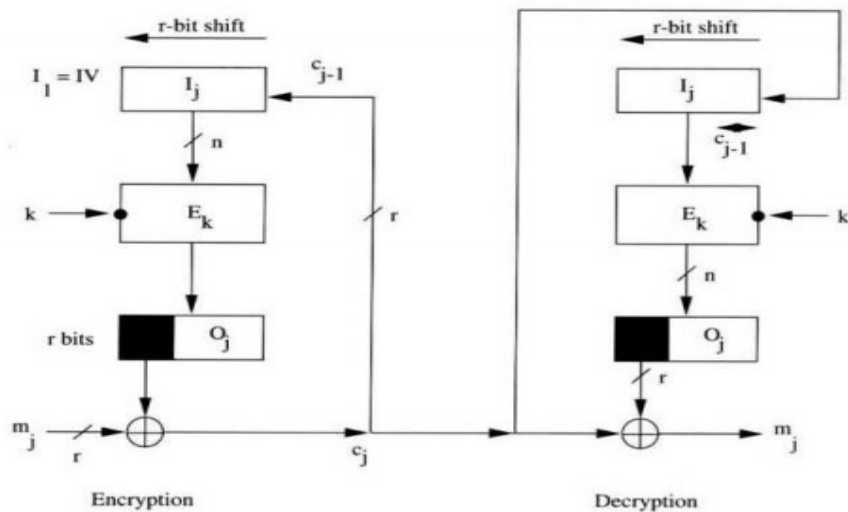 r-bit shift
I1 = IV
Ij
cj-1
n
k
Ek
r
r bits
Oj
mj
r
cj
Encryption
r-bit shift
Ij
cj-1
Ek
k
n
Oj
r
mj
Decryption